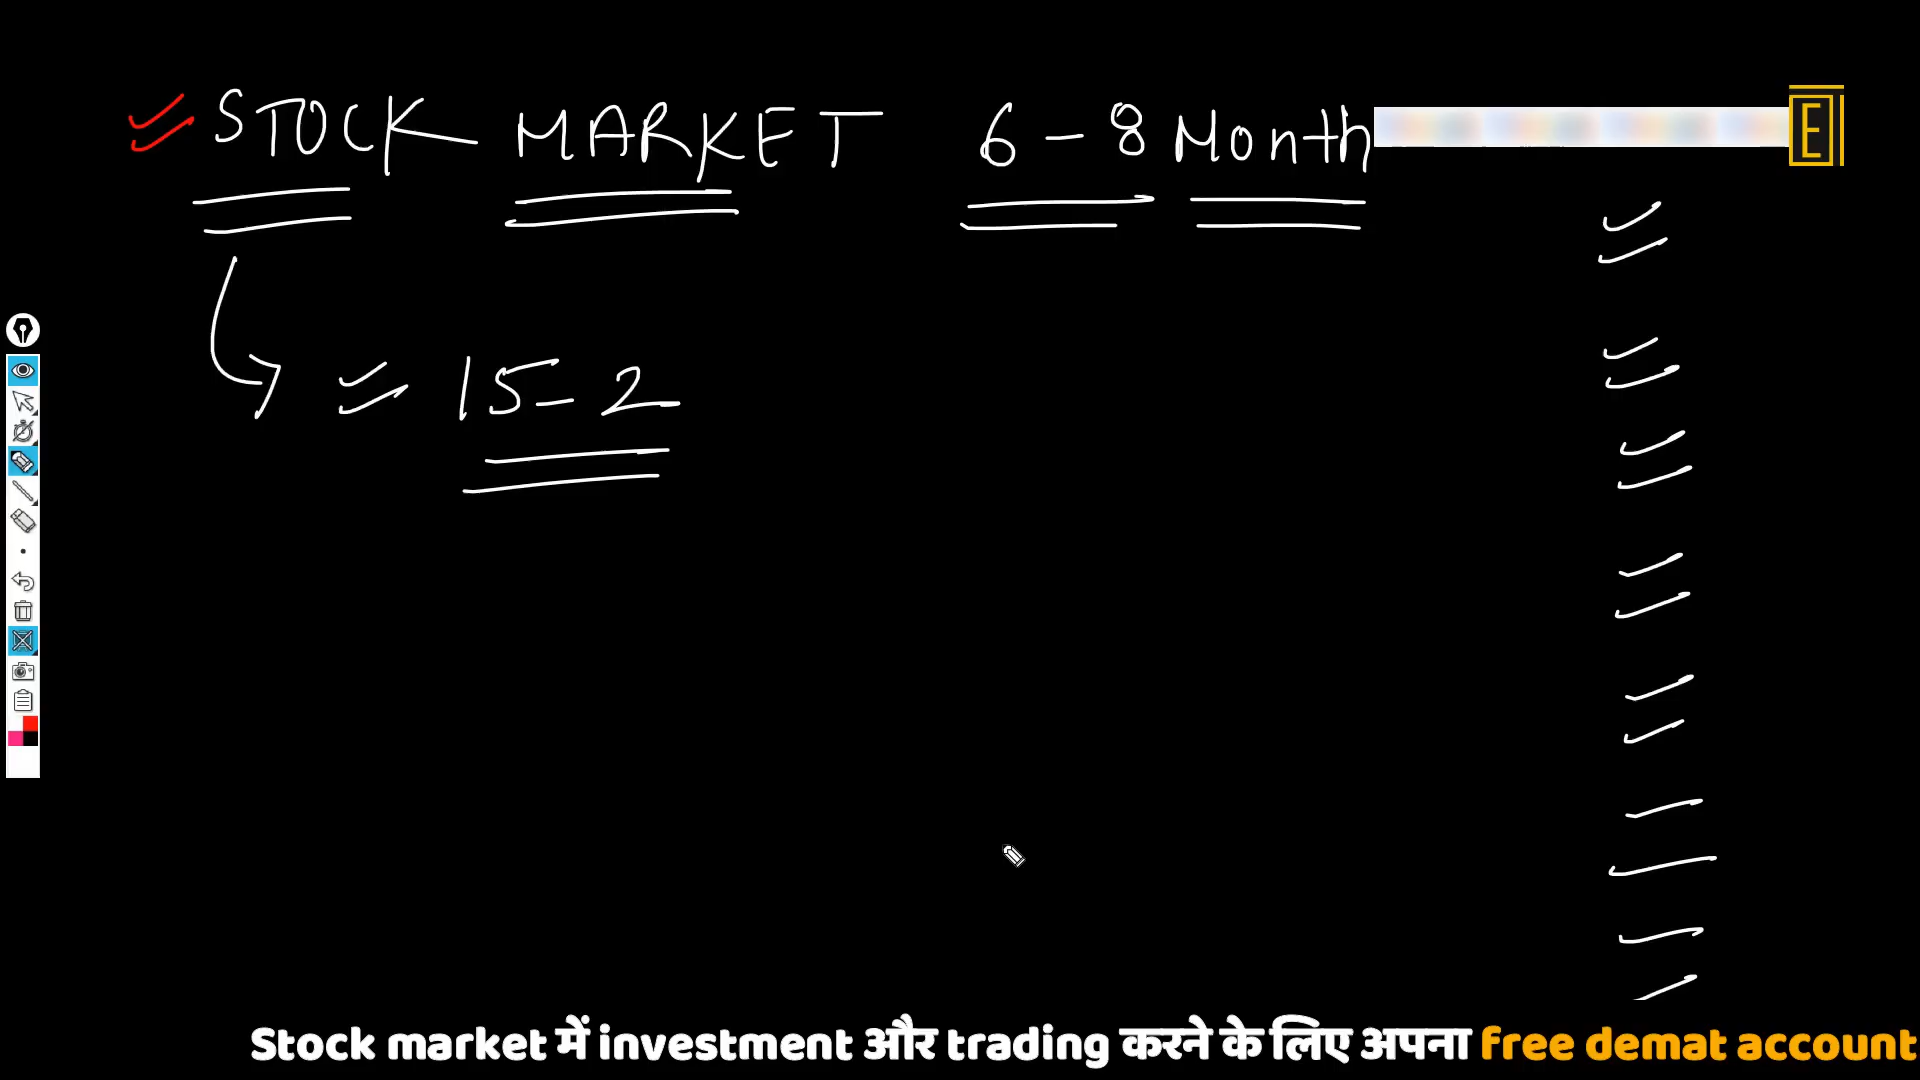 STOCK MARKET 6-8 Month
E
15-2
Stock market में investment और trading करने के लिए अपना free demat account